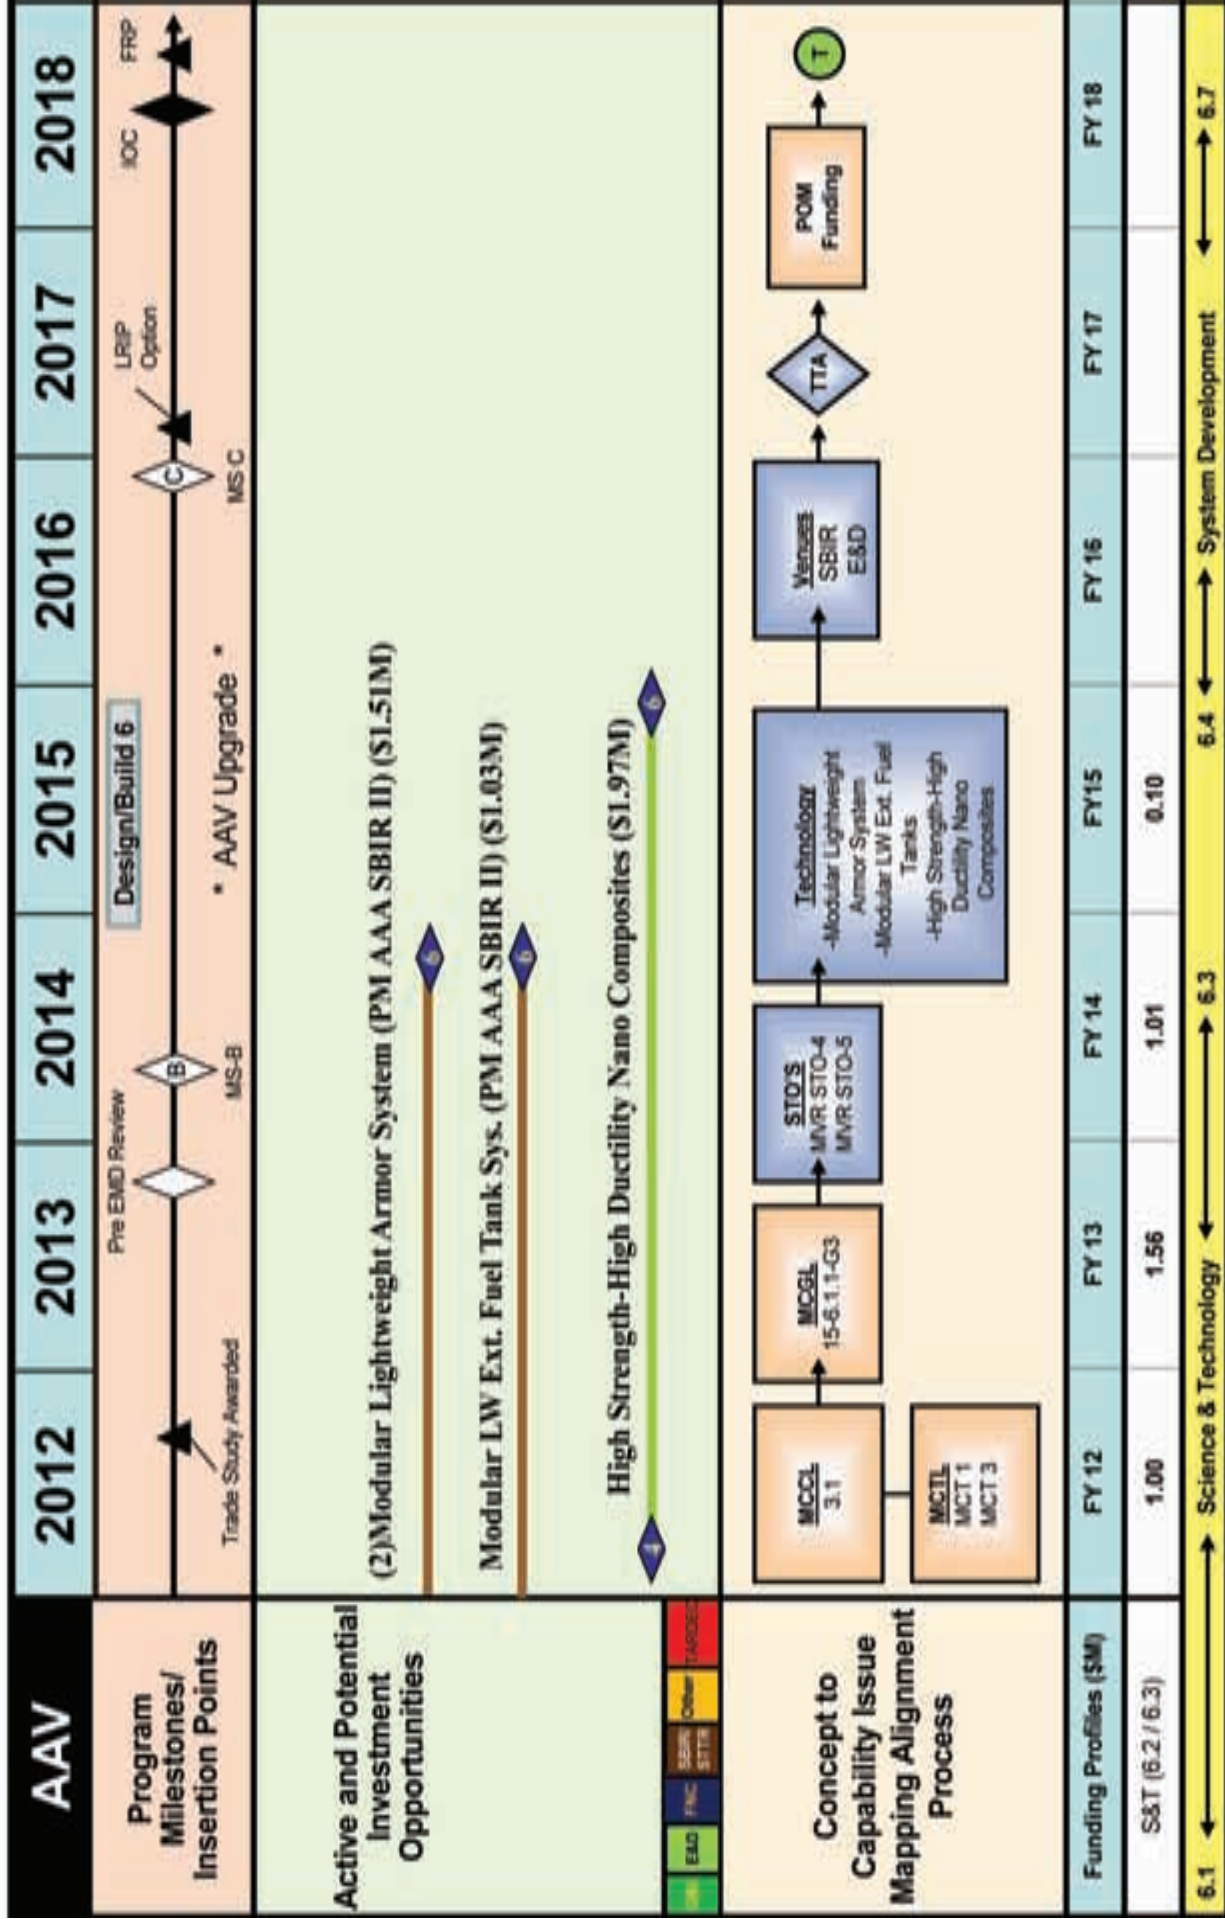 AAV
2012
2013
2014
2015
2016
2017
2018
Program
Milestones/
Insertion Points
Trade Study Awarded
Pre EMD Review
B
MS-B
Design/Build 6
* AAV Upgrade *
C
MS C
LRIP
Option
IOC
FRP
Active and Potential
Investment
Opportunities
(2)Modular Lightweight Armor System (PM AAA SBIR II) ($1.51M)
6
Modular LW Ext. Fuel Tank Sys. (PM AAA SBIR II) ($1.03M)
6
High Strength-High Ductility Nano Composites ($1.97M)
4
6
E&D
FNC
SBIR
STTR
Other
TARDEC
Concept to
Capability Issue
Mapping Alignment
Process
MCCL
3.1
MCTL
MCT 1
MCT 3
MCGL
15-6.1.1-G3
STO'S
MVR STO-4
MVR STO-5
Technology
-Modular Lightweight
Armor System
-Modular LW Ext. Fuel
Tanks
-High Strength-High
Ductility Nano
Composites
Venues
SBIR
E&D
TTA
POM
Funding
T
Funding Profiles ($M)
FY 12
FY 13
FY 14
FY15
FY 16
FY 17
FY 18
S&T (6.2 / 6.3)
1.00
1.56
1.01
0.10
6.1
Science & Technology
6.3
6.4
System Development
6.7